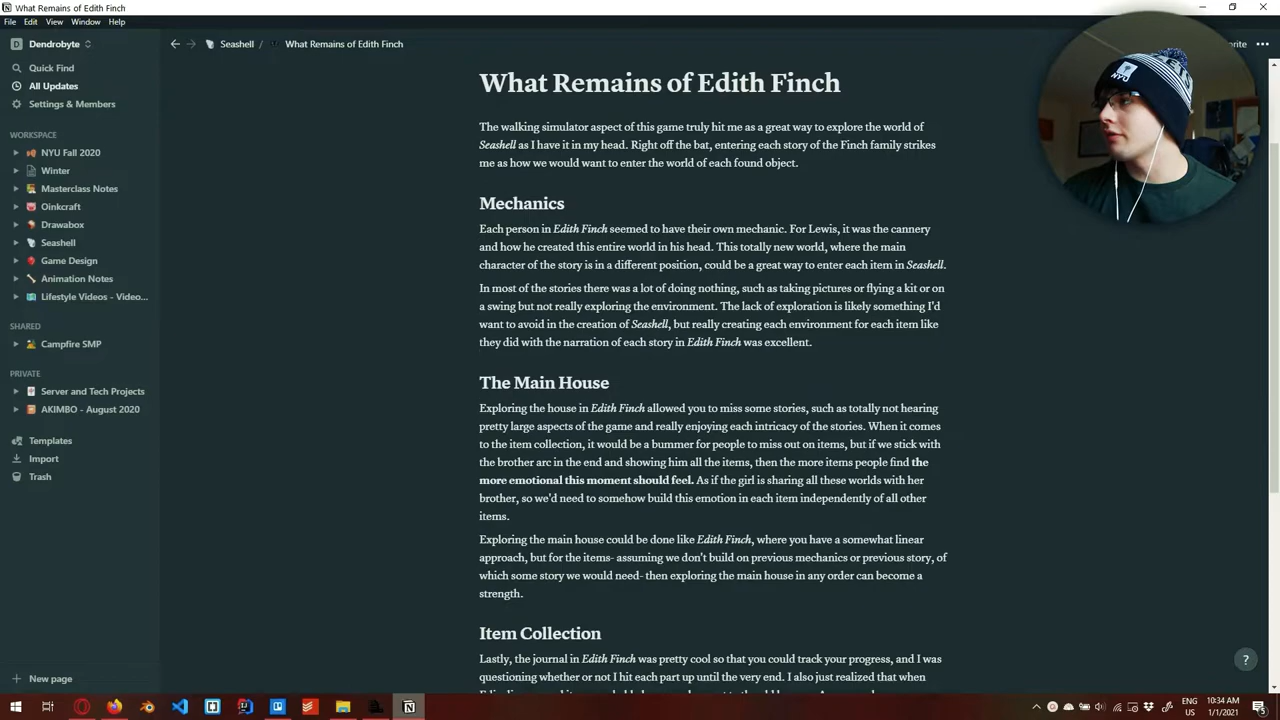 What Remains of Edith Finch
File Edit View Window Help
Dendrobyte
Seashell / What Remains of Edith Finch
Quick Find
All Updates
Settings & Members
WORKSPACE
NYU Fall 2020
Winter
Masterclass Notes
Oinkcraft
Drawabox
Seashell
Game Design
Animation Notes
Lifestyle Videos - Video...
SHARED
Campfire SMP
PRIVATE
Server and Tech Projects
AKIMBO - August 2020
Templates
Import
Trash
New page
What Remains of Edith Finch
The walking simulator aspect of this game truly hit me as a great way to explore the world of
Seashell as I have it in my head. Right off the bat, entering each story of the Finch family strikes
me as how we would want to enter the world of each found object.
Mechanics
Each person in Edith Finch seemed to have their own mechanic. For Lewis, it was the cannery
and how he created this entire world in his head. This totally new world, where the main
character of the story is in a different position, could be a great way to enter each item in Seashell.
In most of the stories there was a lot of doing nothing, such as taking pictures or flying a kit or on
a swing but not really exploring the environment. The lack of exploration is likely something I'd
want to avoid in the creation of Seashell, but really creating each environment for each item like
they did with the narration of each story in Edith Finch was excellent.
The Main House
Exploring the house in Edith Finch allowed you to miss some stories, such as totally not hearing
pretty large aspects of the game and really enjoying each intricacy of the stories. When it comes
to the item collection, it would be a bummer for people to miss out on items, but if we stick with
the brother arc in the end and showing him all the items, then the more items people find the
more emotional this moment should feel. As if the girl is sharing all these worlds with her
brother, so we'd need to somehow build this emotion in each item independently of all other
items.
Exploring the main house could be done like Edith Finch, where you have a somewhat linear
approach, but for the items- assuming we don't build on previous mechanics or previous story, of
which some story we would need- then exploring the main house in any order can become a
strength.
Item Collection
Lastly, the journal in Edith Finch was pretty cool so that you could track your progress, and I was
questioning whether or not I hit each part up until the very end. I also just realized that when
NYU
?
ENG
US
10:34 AM
1/1/2021